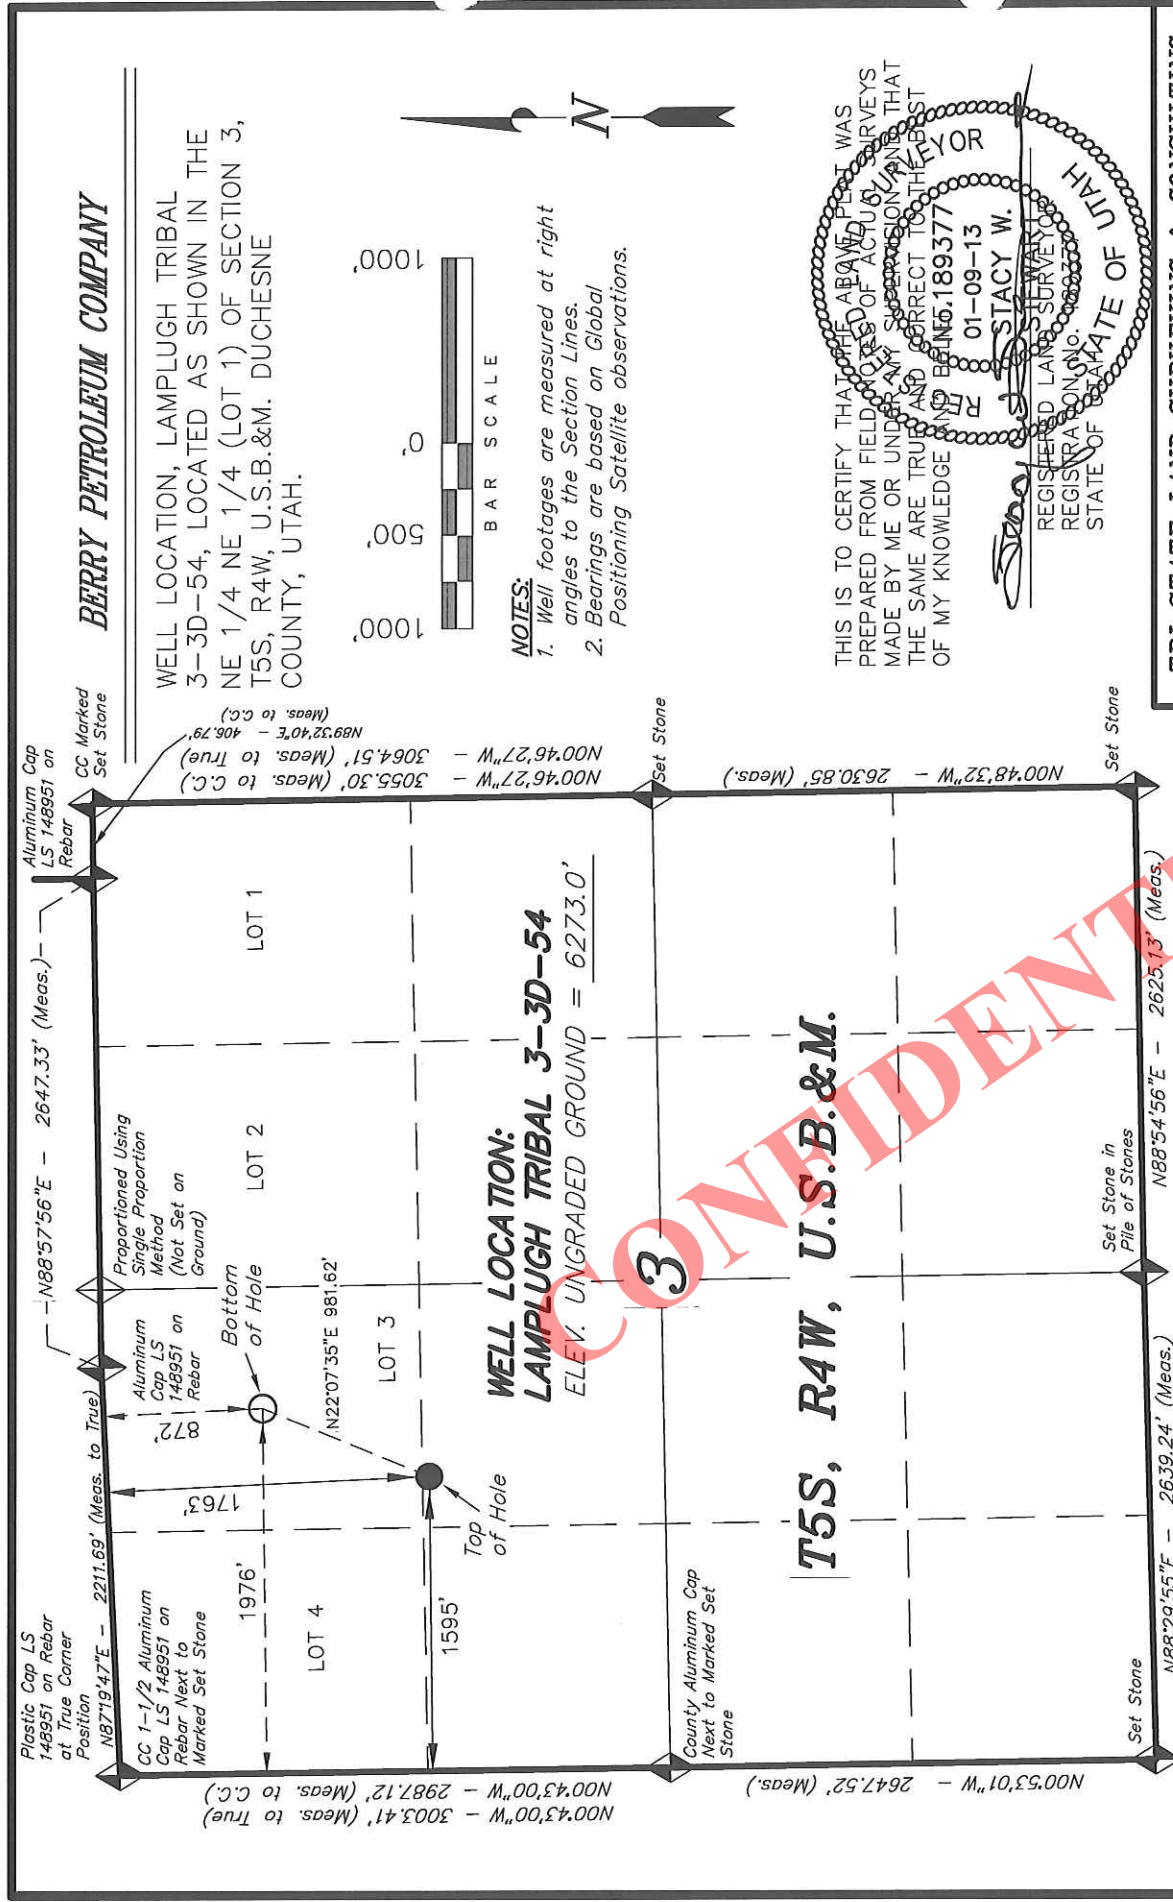 BERRY PETROLEUM COMPANY
WELL LOCATION, LAMPLUGH TRIBAL
3-3D-54, LOCATED AS SHOWN IN THE
NE 1/4 NE 1/4 (LOT 1) OF SECTION 3,
T5S, R4W, U.S.B.&M. DUCHESNE
COUNTY, UTAH.
1000'
500'
0'
1000'
BAR SCALE
N
NOTES:
1. Well footages are measured at right
angles to the Section Lines.
2. Bearings are based on Global
Positioning Satellite observations.
THIS IS TO CERTIFY THAT THE ABOVE PLAT WAS
PREPARED FROM FIELD NOTES OF ACTUAL SURVEYS
MADE BY ME OR UNDER MY SUPERVISION AND THAT
THE SAME ARE TRUE AND CORRECT TO THE BEST
OF MY KNOWLEDGE AND BELIEF
REGISTERED LAND SURVEYOR
No.189377
01-09-13
STACY W.
STEWART
STATE OF UTAH
REGISTERED LAND SURVEYOR
REGISTRATION No.
STATE OF UTAH
Plastic Cap LS
148951 on Rebar
at True Corner
Position
N87°19'47"E - 2211.69' (Meas. to True)
N88°57'56"E - 2647.33' (Meas.)
Aluminum Cap
LS 148951 on
Rebar
CC Marked
Set Stone
N89°32'40"E - 406.79'
(Meas. to C.C.)
CC 1-1/2 Aluminum
Cap LS 148951 on
Rebar Next to
Marked Set Stone
Aluminum
Cap LS
148951 on
Rebar
Proportioned Using
Single Proportion
Method
(Not Set on
Ground)
872'
1763'
1976'
1595'
Bottom
of Hole
N22°07'35"E 981.62'
Top
of Hole
LOT 4
LOT 3
LOT 2
LOT 1
WELL LOCATION:
LAMPLUGH TRIBAL 3-3D-54
ELEV. UNGRADED GROUND = 6273.0'
N00°43'00"W - 3003.41' (Meas. to True)
N00°43'00"W - 2987.12' (Meas. to C.C.)
N00°46'27"W - 3064.51' (Meas. to True)
N00°46'27"W - 3055.30' (Meas. to C.C.)
3
County Aluminum Cap
Next to Marked Set
Stone
Set Stone
T5S, R4W, U.S.B.&M.
N00°53'01"W - 2647.52' (Meas.)
N00°48'32"W - 2630.85' (Meas.)
Set Stone
Set Stone in
Pile of Stones
Set Stone
N88°29'55"E - 2639.24' (Meas.)
N88°54'56"E - 2625.13' (Meas.)
CONFIDENT
TRI STATE LAND SURVEYING & CONSULTING